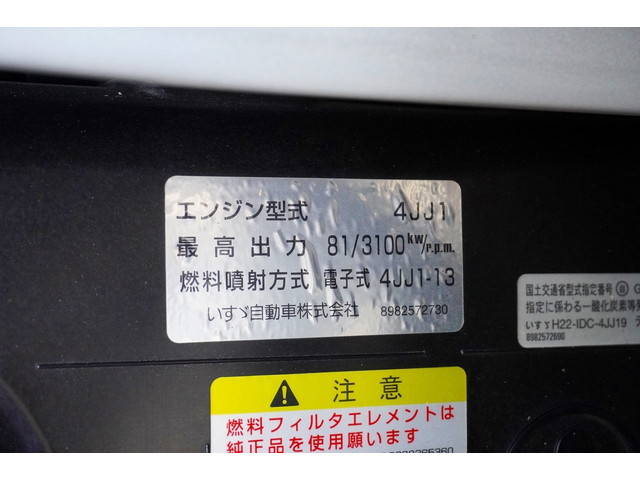 エンジン型式 4JJ1
最高出力 81/3100kw/r.p.m.
燃料噴射方式 電子式 4JJ1-13
いすゞ自動車株式会社 8982572730
国土交通省型式指定番号
指定に係わる一酸化炭素等
いすゞH22-IDC-4JJ19
8982572690
注意
燃料フィルタエレメントは
純正品を使用願います